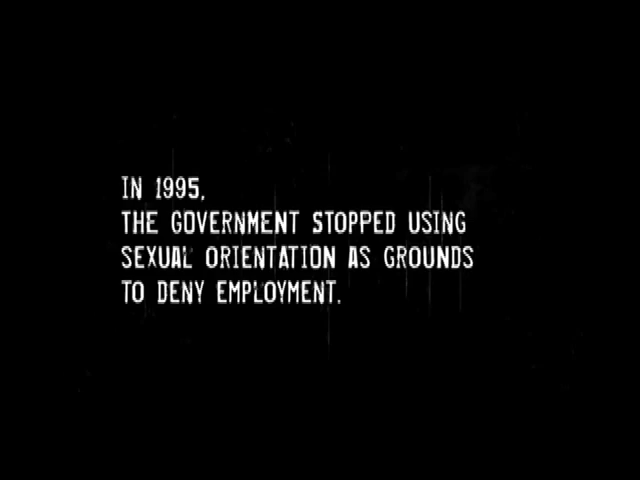 IN 1995,
THE GOVERNMENT STOPPED USING
SEXUAL ORIENTATION AS GROUNDS
TO DENY EMPLOYMENT.